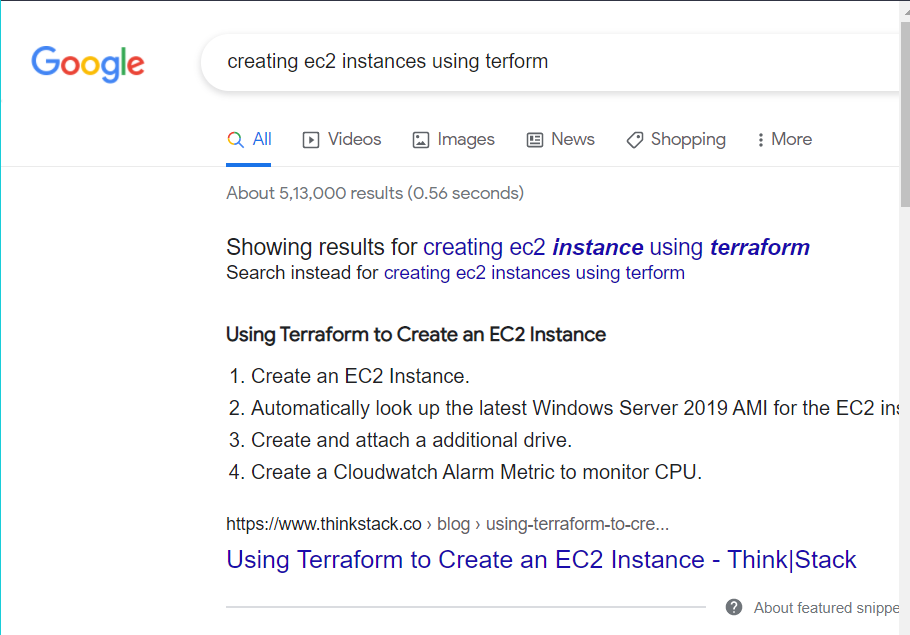 Google
creating ec2 instances using terform
All Videos Images News Shopping More
About 5,13,000 results (0.56 seconds)
Showing results for creating ec2 instance using terraform
Search instead for creating ec2 instances using terform
Using Terraform to Create an EC2 Instance
1. Create an EC2 Instance.
2. Automatically look up the latest Windows Server 2019 AMI for the EC2 ins
3. Create and attach a additional drive.
4. Create a Cloudwatch Alarm Metric to monitor CPU.
https://www.thinkstack.co › blog › using-terraform-to-cre...
Using Terraform to Create an EC2 Instance - Think|Stack
? About featured snippe